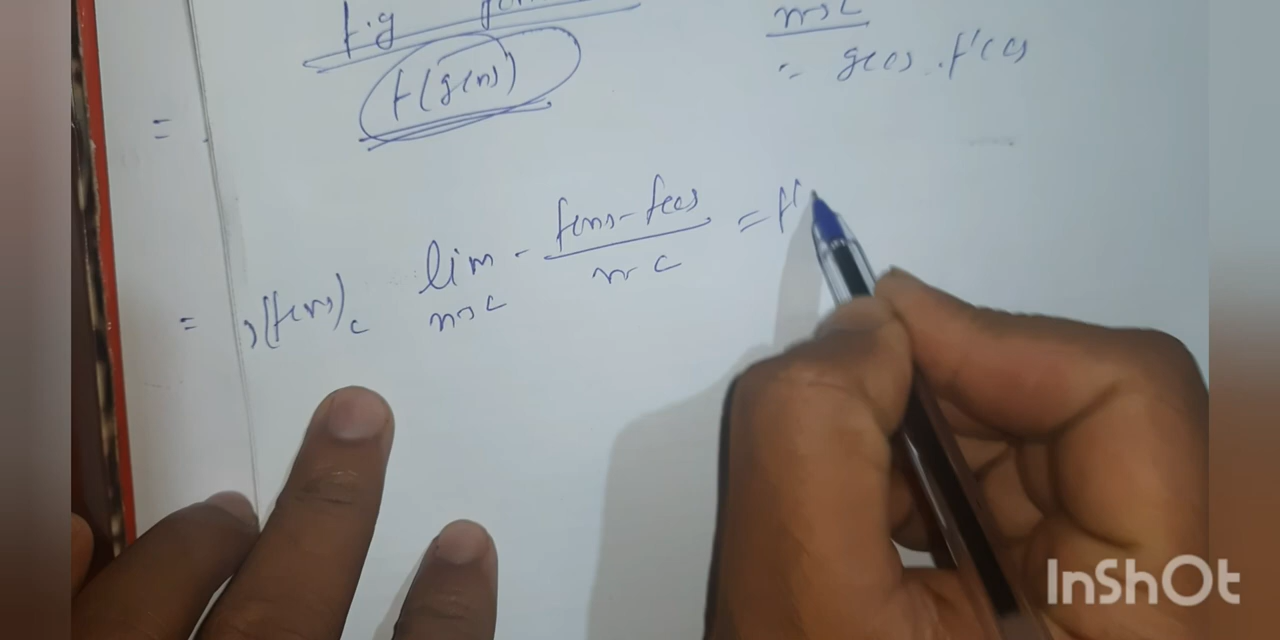 f.g
n→c
f(g(n))
= g(c) . f'(c)
=
= (f(n))c lim n→c f(n) - f(c) / n-c = f'
InShOt